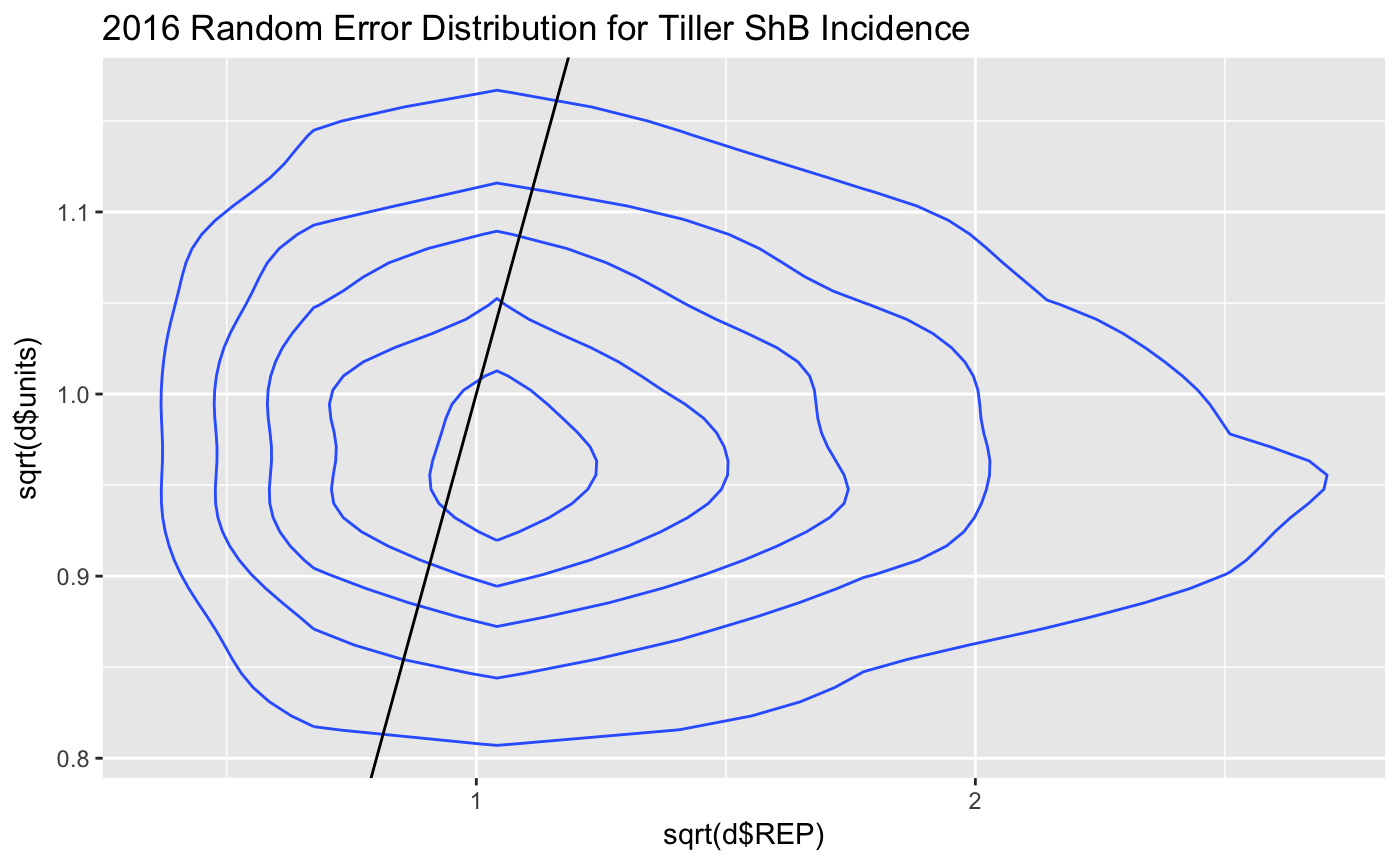 2016 Random Error Distribution for Tiller ShB Incidence
1.1
1.0
0.9
0.8
sqrt(d$units)
1
2
sqrt(d$REP)